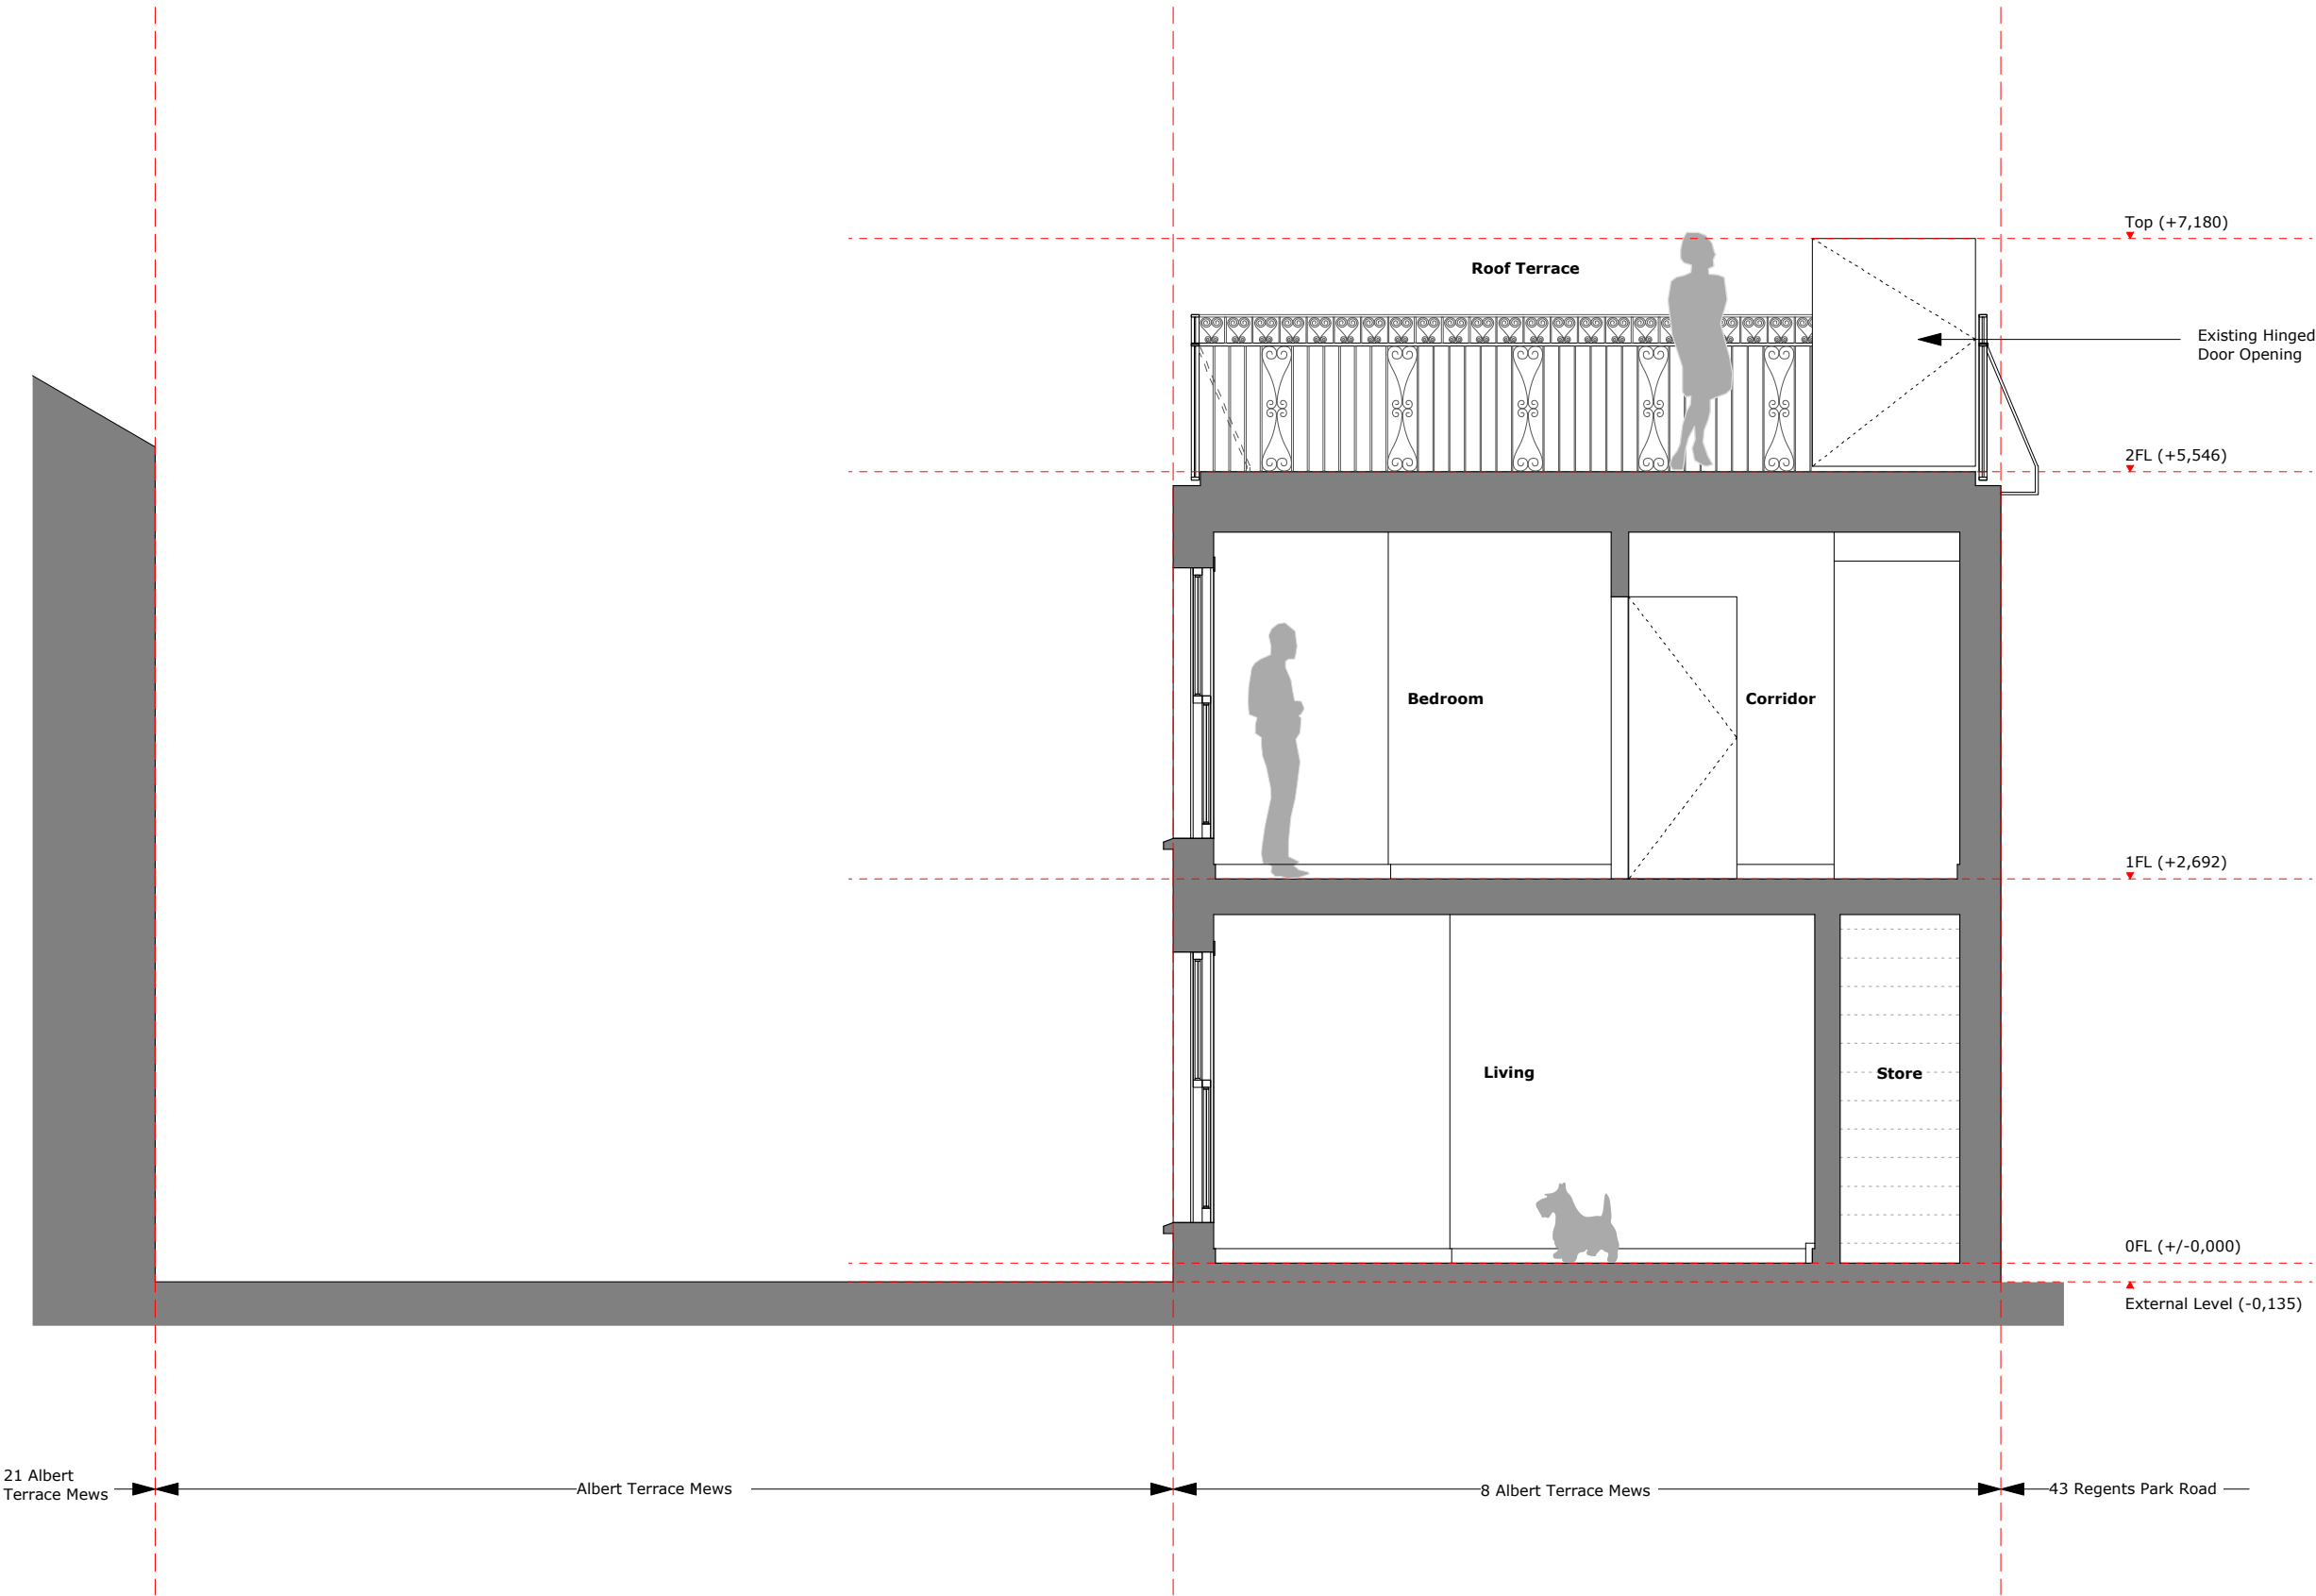 Top (+7,180)
Roof Terrace
Existing Hinged
Door Opening
2FL (+5,546)
Bedroom
Corridor
1FL (+2,692)
Living
Store
0FL (+/-0,000)
External Level (-0,135)
21 Albert
Terrace Mews
Albert Terrace Mews
8 Albert Terrace Mews
43 Regents Park Road